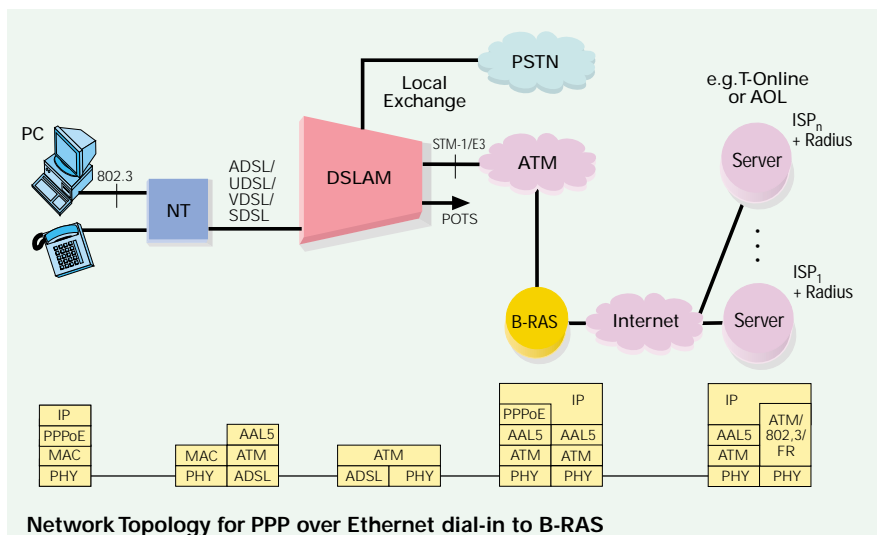 PSTN
Local
Exchange
e.g.T-Online
or AOL
PC
802.3
NT
ADSL/
UDSL/
VDSL/
SDSL
DSLAM
STM-1/E3
ATM
POTS
ISPn
+ Radius
Server
B-RAS
Internet
Server
ISP1
+ Radius
IP
PPPoE
MAC
PHY
AAL5
MAC ATM
PHY ADSL
ATM
ADSL PHY
IP
PPPoE
AAL5 AAL5
ATM ATM
PHY PHY
IP
ATM/
802,3/
FR
AAL5
ATM
PHY PHY
Network Topology for PPP over Ethernet dial-in to B-RAS